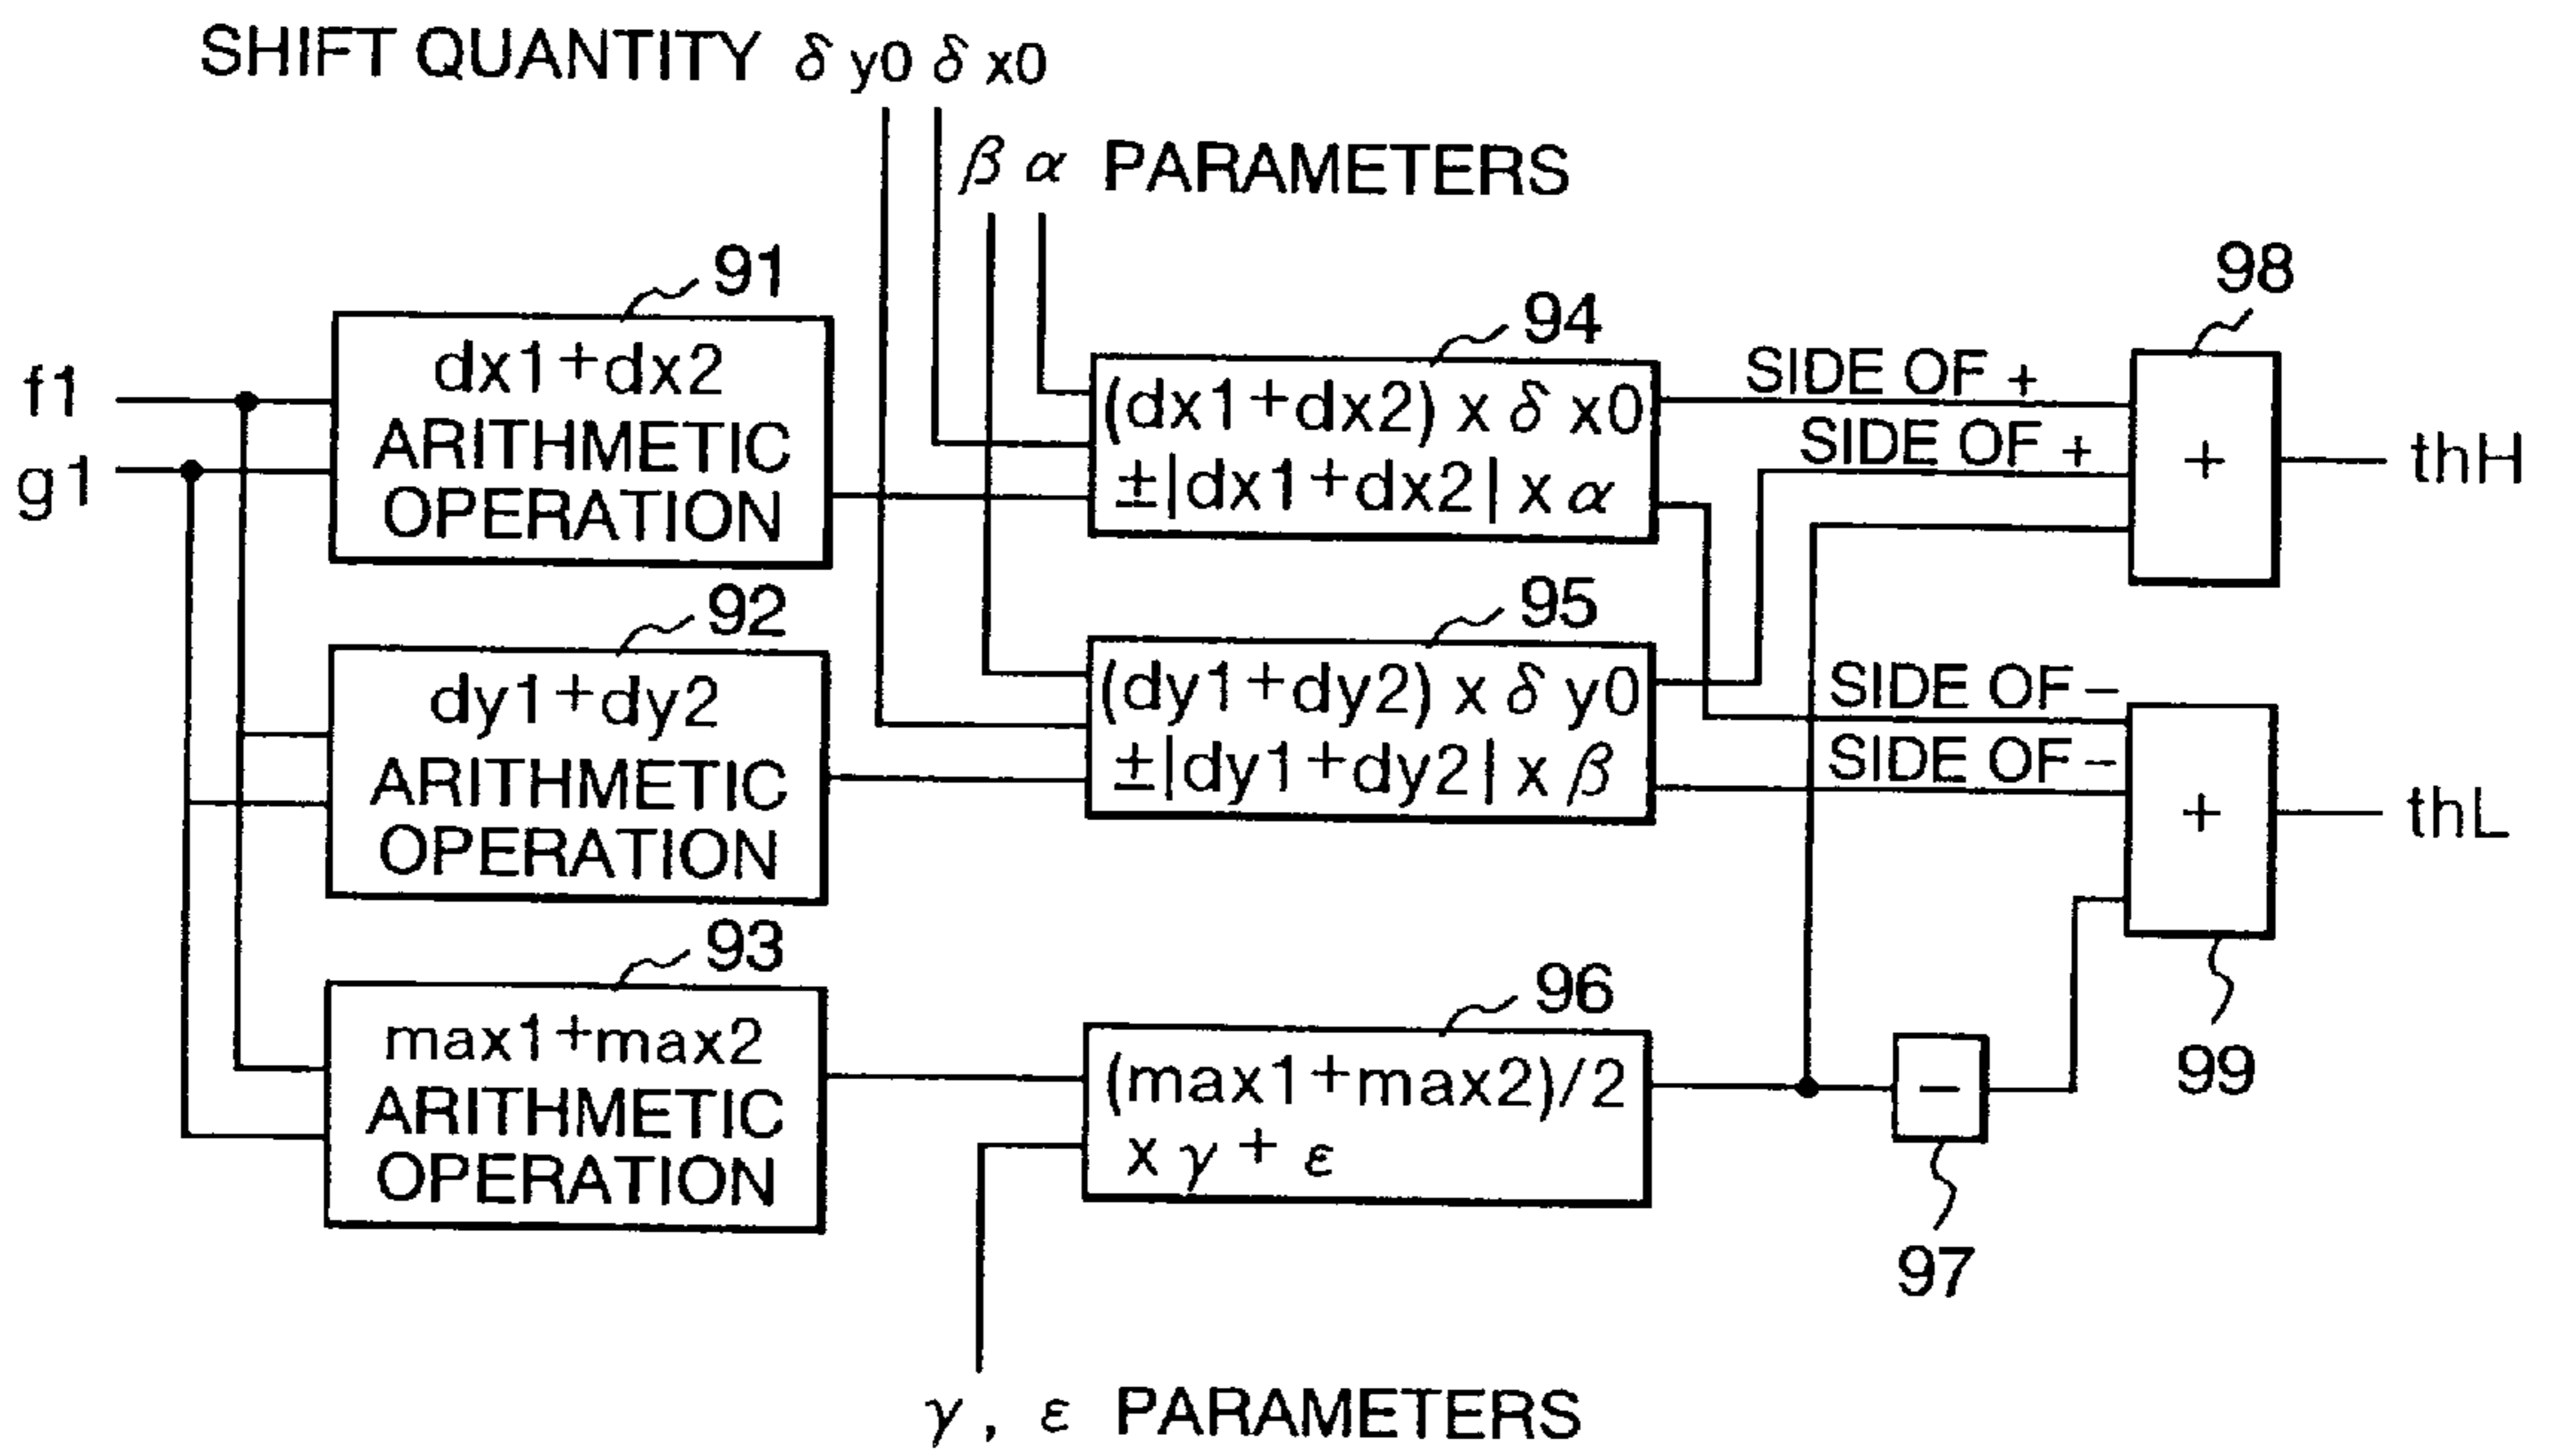 SHIFT QUANTITY δ y0 δ x0
β α PARAMETERS
91
98
94
dx1+dx2
ARITHMETIC
OPERATION
f1
g1
(dx1+dx2) x δ x0
±|dx1+dx2| x α
SIDE OF +
SIDE OF +
+
thH
92
95
dy1+dy2
ARITHMETIC
OPERATION
(dy1+dy2) x δ y0
±|dy1+dy2| x β
SIDE OF −
SIDE OF −
+
thL
93
96
99
max1+max2
ARITHMETIC
OPERATION
(max1+max2)/2
x γ + ε
−
97
γ , ε PARAMETERS